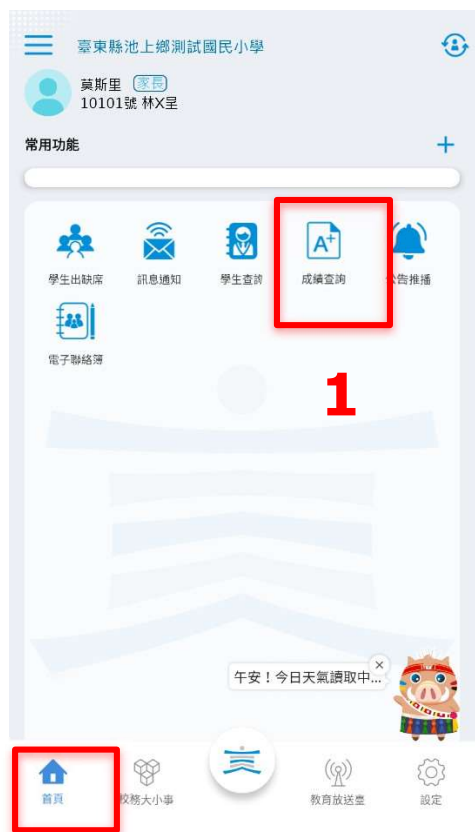 臺東縣池上鄉測試國民小學
莫斯里 家長
10101號 林X呈
常用功能
學生出缺席 訊息通知 學生查詢 A+ 成績查詢 公告推播
電子聯絡簿
1
午安！今日天氣讀取中...
首頁 校務大小事 教育放送臺 設定